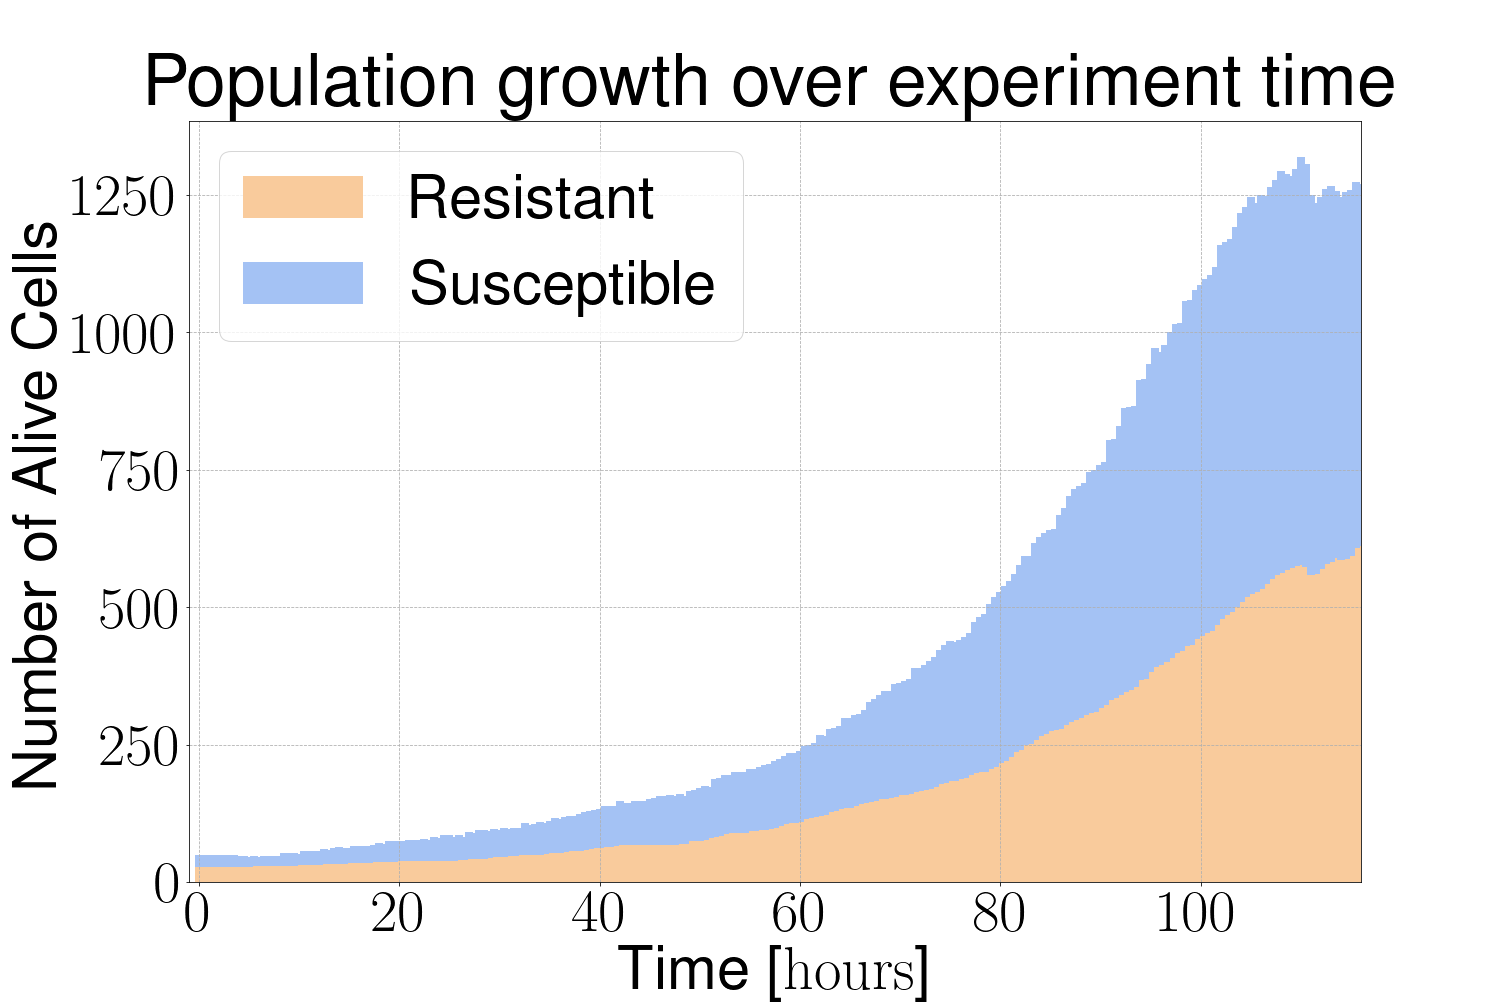 Population growth over experiment time
Resistant
Susceptible
Number of Alive Cells
1250
1000
750
500
250
0
0 20 40 60 80 100
Time [hours]